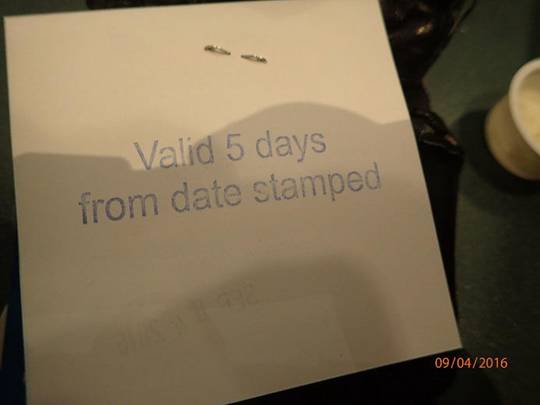 Valid 5 days
from date stamped
09/04/2016